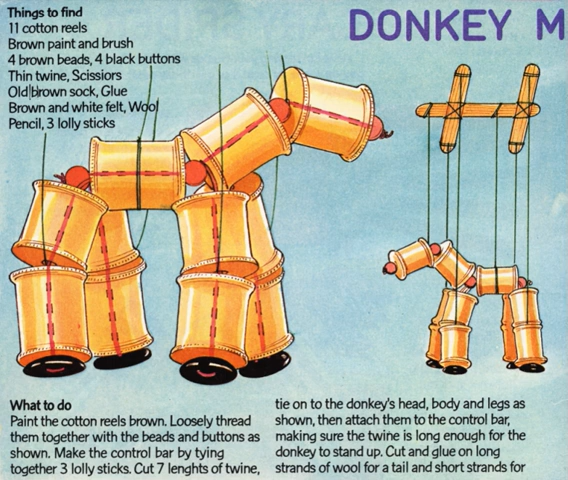 Things to find
11 cotton reels
Brown paint and brush
4 brown beads, 4 black buttons
Thin twine, Scissiors
Old brown sock, Glue
Brown and white felt, Wool
Pencil, 3 lolly sticks
DONKEY M
What to do
Paint the cotton reels brown. Loosely thread
them together with the beads and buttons as
shown. Make the control bar by tying
together 3 lolly sticks. Cut 7 lenghts of twine,
tie on to the donkey's head, body and legs as
shown, then attach them to the control bar,
making sure the twine is long enough for the
donkey to stand up. Cut and glue on long
strands of wool for a tail and short strands for